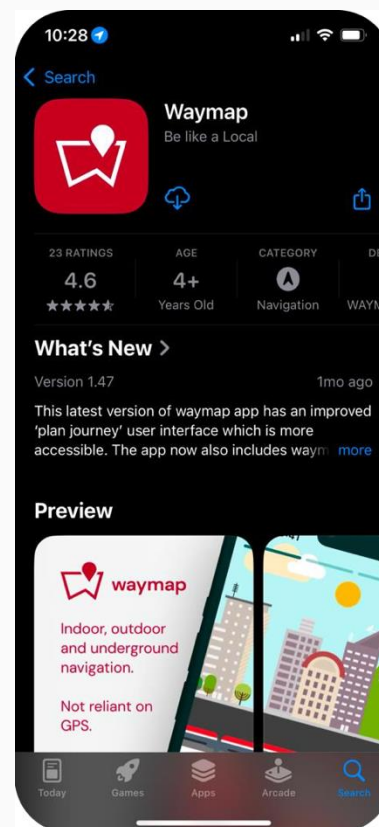 10:28
Search
Waymap
Be like a Local
23 RATINGS
4.6
AGE
4+
Years Old
CATEGORY
Navigation
DE
WAYM
What's New >
Version 1.47
1mo ago
This latest version of waymap app has an improved
'plan journey' user interface which is more
accessible. The app now also includes waym more
Preview
waymap
Indoor, outdoor
and underground
navigation.
Not reliant on
GPS.
Today
Games
Apps
Arcade
Search